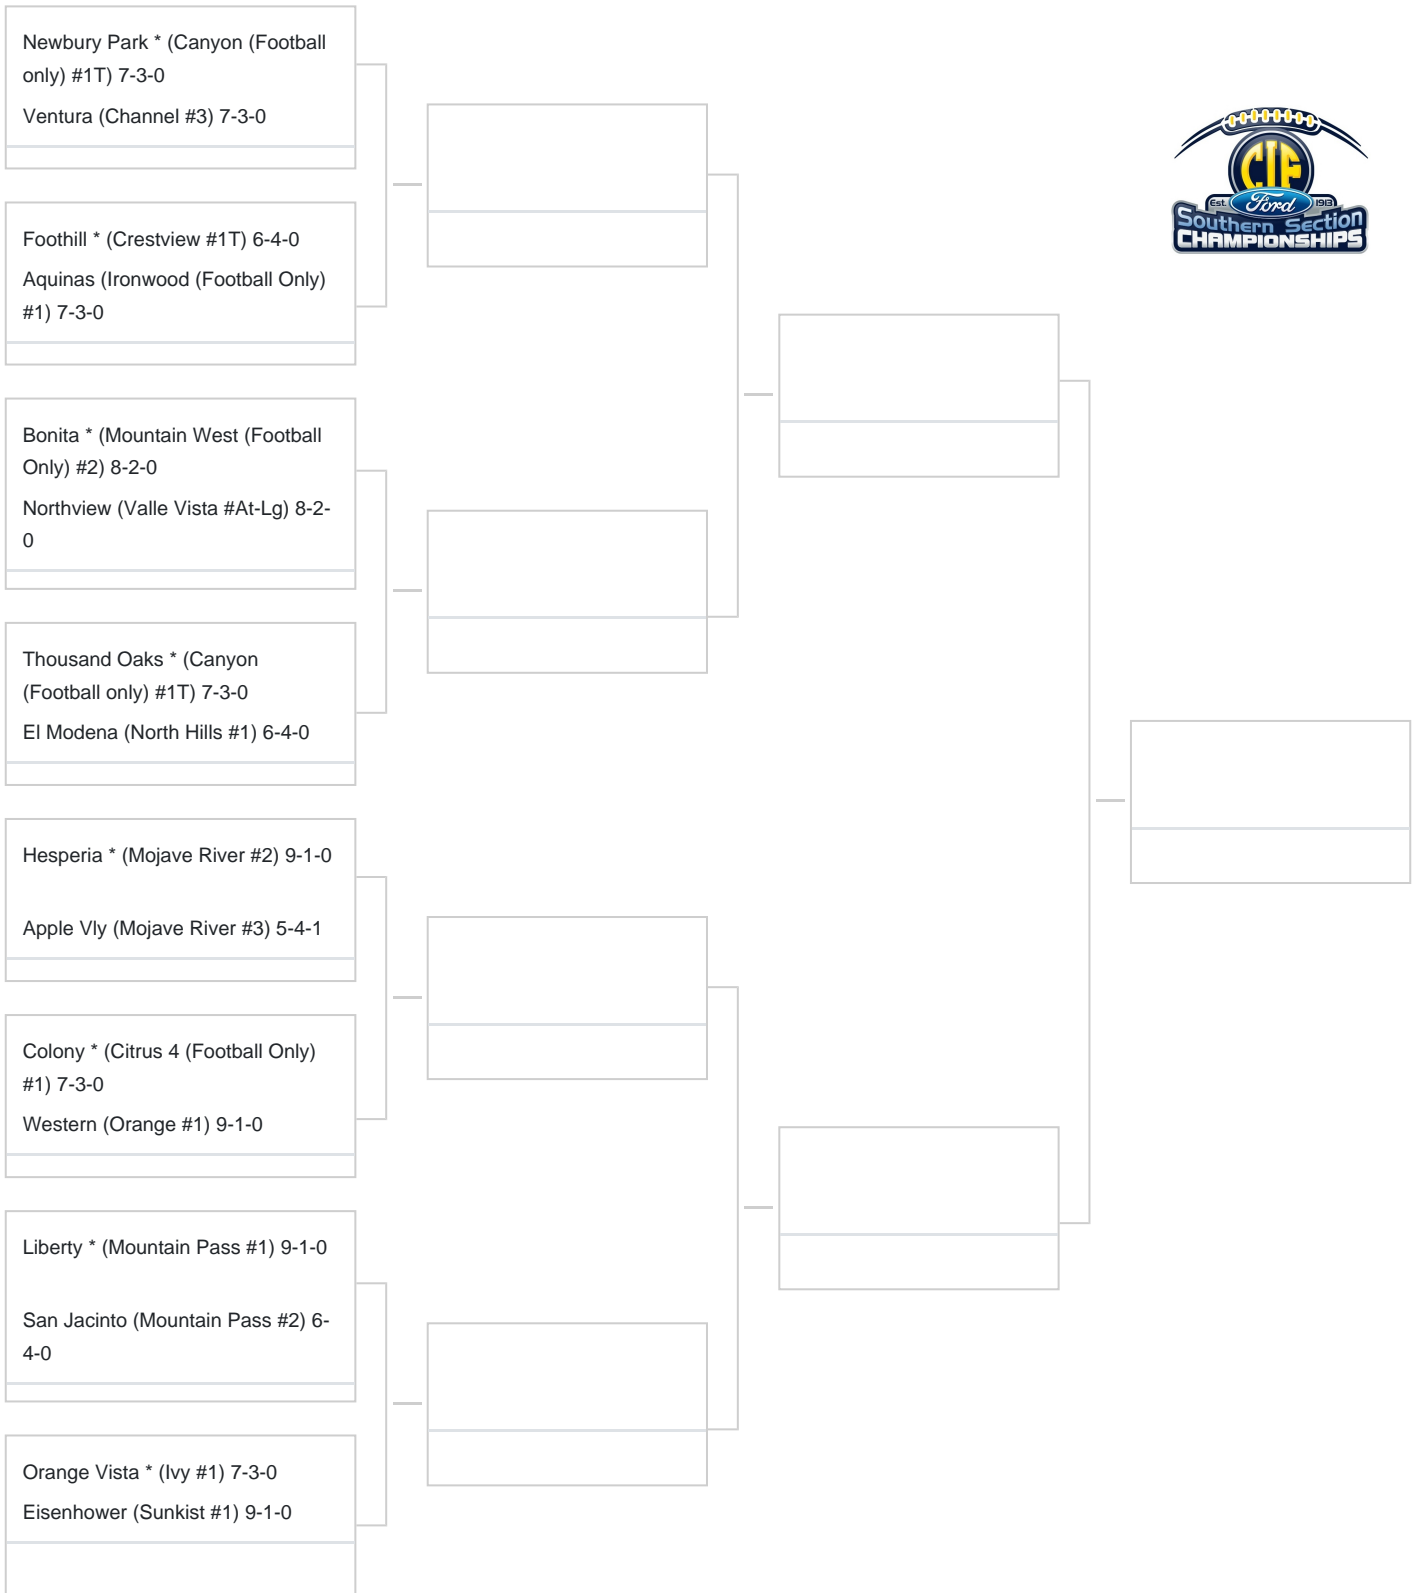 Newbury Park * (Canyon (Football
only) #1T) 7-3-0
Ventura (Channel #3) 7-3-0
CIF
Est. Ford 1913
Southern Section
CHAMPIONSHIPS
Foothill * (Crestview #1T) 6-4-0
Aquinas (Ironwood (Football Only)
#1) 7-3-0
Bonita * (Mountain West (Football
Only) #2) 8-2-0
Northview (Valle Vista #At-Lg) 8-2-
0
Thousand Oaks * (Canyon
(Football only) #1T) 7-3-0
El Modena (North Hills #1) 6-4-0
Hesperia * (Mojave River #2) 9-1-0
Apple Vly (Mojave River #3) 5-4-1
Colony * (Citrus 4 (Football Only)
#1) 7-3-0
Western (Orange #1) 9-1-0
Liberty * (Mountain Pass #1) 9-1-0
San Jacinto (Mountain Pass #2) 6-
4-0
Orange Vista * (Ivy #1) 7-3-0
Eisenhower (Sunkist #1) 9-1-0